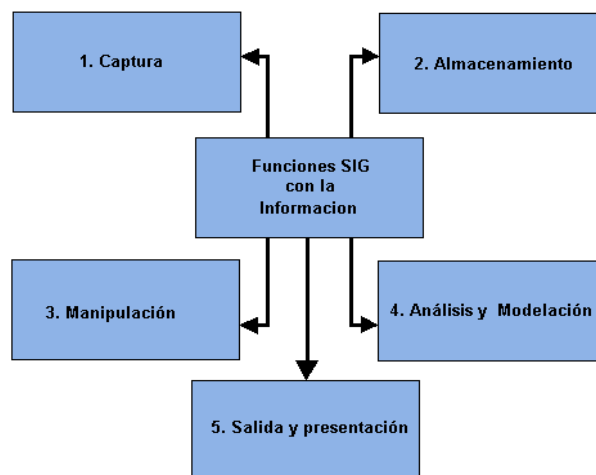 1. Captura
2. Almacenamiento
Funciones SIG
con la
Informacion
3. Manipulación
4. Análisis y Modelación
5. Salida y presentación